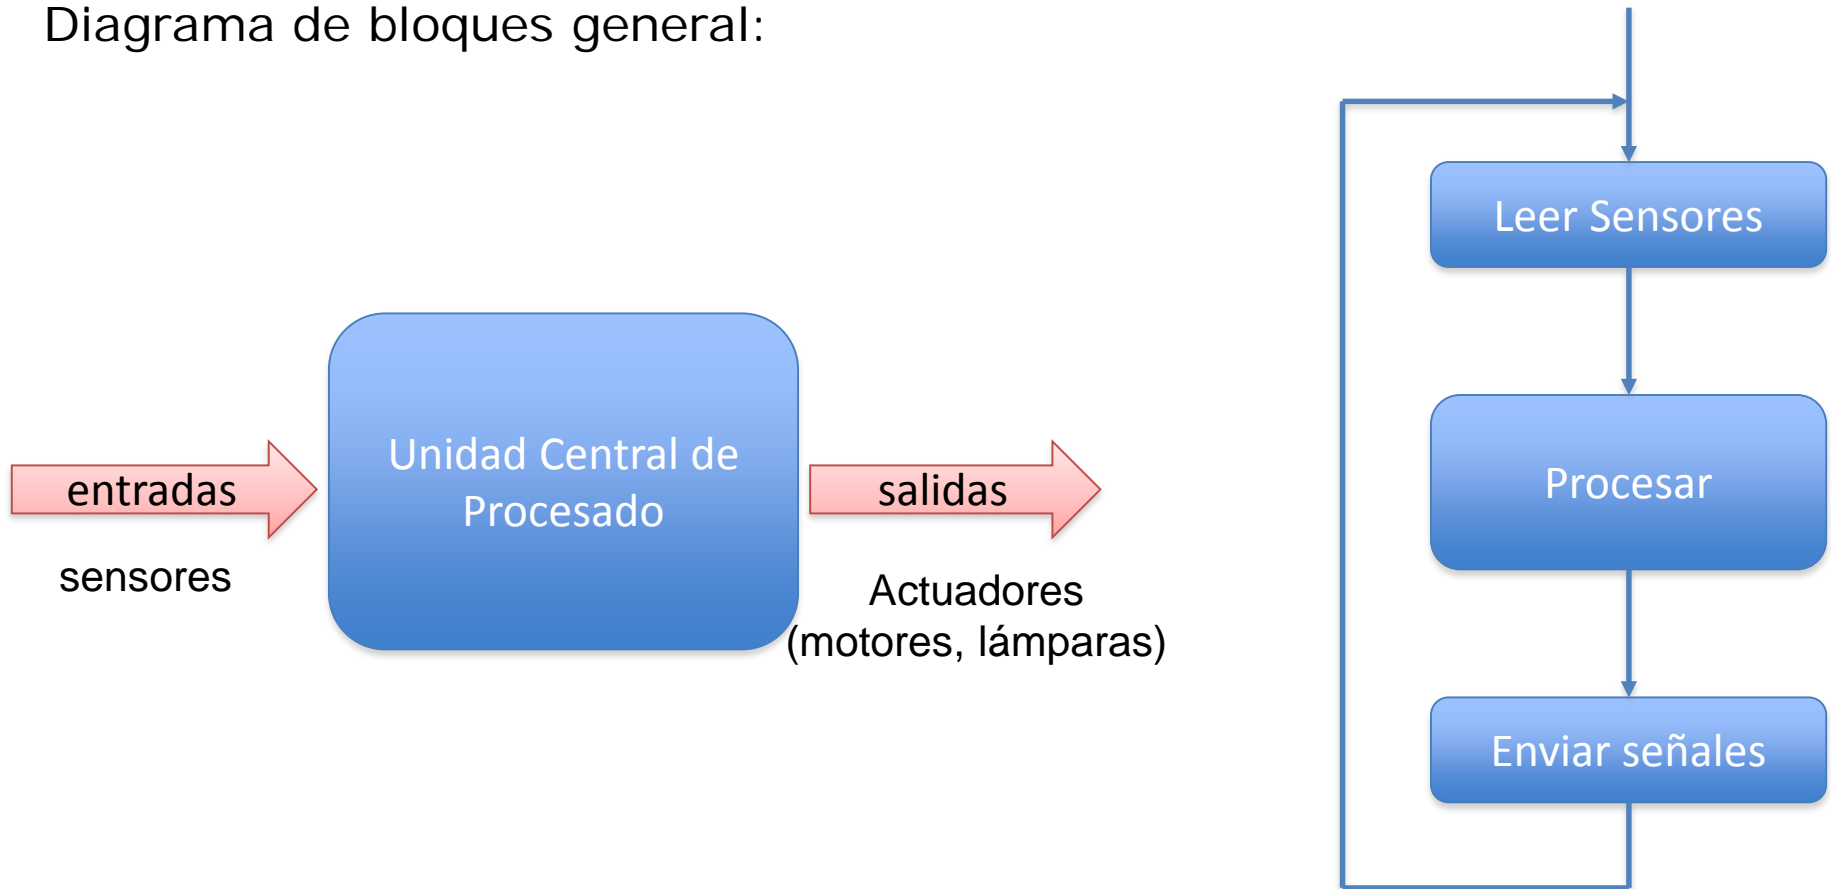 Diagrama de bloques general:
entradas
sensores
Unidad Central de
Procesado
salidas
Actuadores
(motores, lámparas)
Leer Sensores
Procesar
Enviar señales